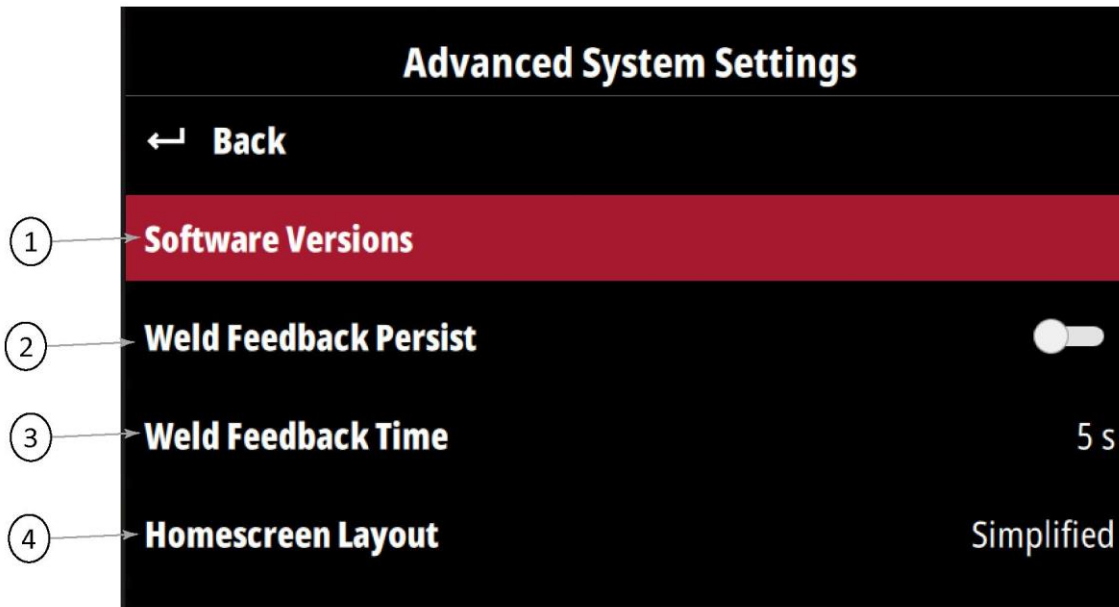 Advanced System Settings
Back
1 Software Versions
2 Weld Feedback Persist
3 Weld Feedback Time 5 s
4 Homescreen Layout Simplified